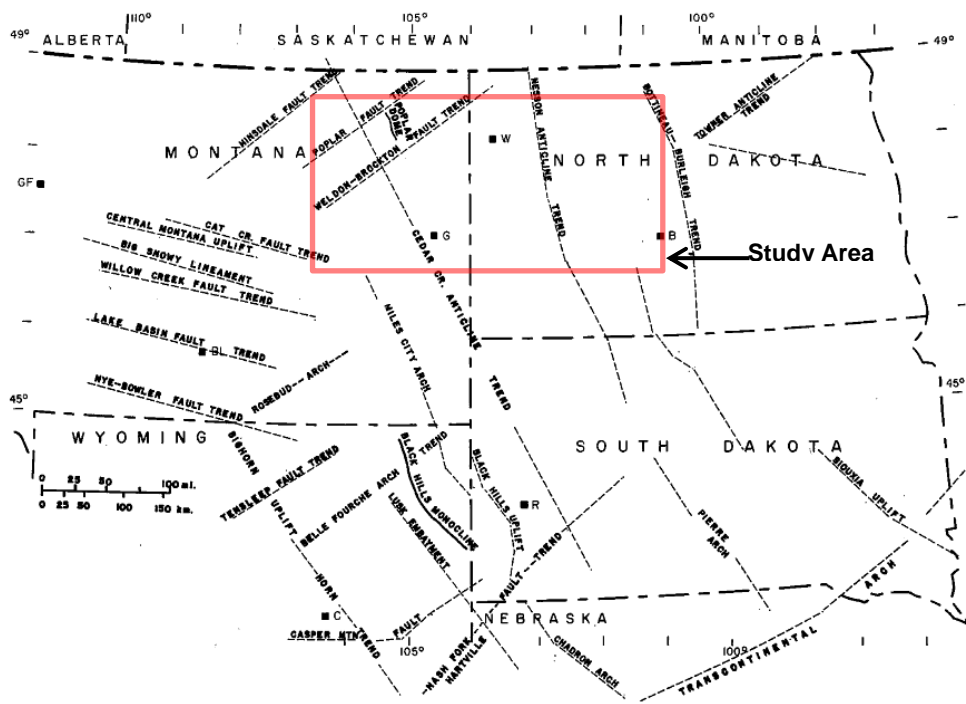 110° 105° 100°
49° ALBERTA SASKATCHEWAN MANITOBA 49°
HINSDALE FAULT TREND
POPLAR FAULT TREND
POPLAR DOME
WELDON-BROCKTON FAULT TREND
NESSON ANTICLINE TREND
BOTTINEAU-BURLEIGH TREND
TOWNER ANTICLINE TREND
MONTANA
NORTH DAKOTA
W
GF
G
B
Study Area
CAT CR. FAULT TREND
CENTRAL MONTANA UPLIFT
BIG SNOWY LINEAMENT
WILLOW CREEK FAULT TREND
CEDAR CR. ANTICLINE TREND
MILES CITY ARCH
LAKE BASIN FAULT TREND
BL
ROSEBUD ARCH
NYE-BOWLER FAULT TREND
45° 45°
WYOMING
SOUTH DAKOTA
0 25 50 100 mi.
0 25 50 100 150 km.
BIGHORN UPLIFT
TENSLEEP FAULT TREND
BELLE FOURCHE ARCH TREND
BLACK HILLS MONOCLINE
LUSK EMBAYMENT
BLACK HILLS UPLIFT
R
SIOUXIA UPLIFT
PIERRE ARCH
HORN TREND
C
CASPER MTN. FAULT
NASH FORK HARTVILLE FAULT TREND
NEBRASKA
CHADRON ARCH
TRANSCONTINENTAL ARCH
105° 100°